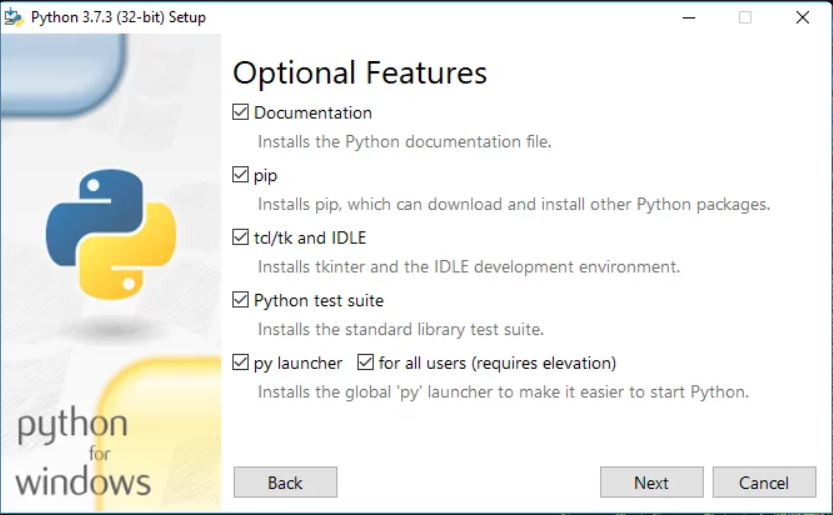 Python 3.7.3 (32-bit) Setup
Optional Features
Documentation
Installs the Python documentation file.
pip
Installs pip, which can download and install other Python packages.
tcl/tk and IDLE
Installs tkinter and the IDLE development environment.
Python test suite
Installs the standard library test suite.
py launcher for all users (requires elevation)
Installs the global 'py' launcher to make it easier to start Python.
python
for
windows
Back Next Cancel